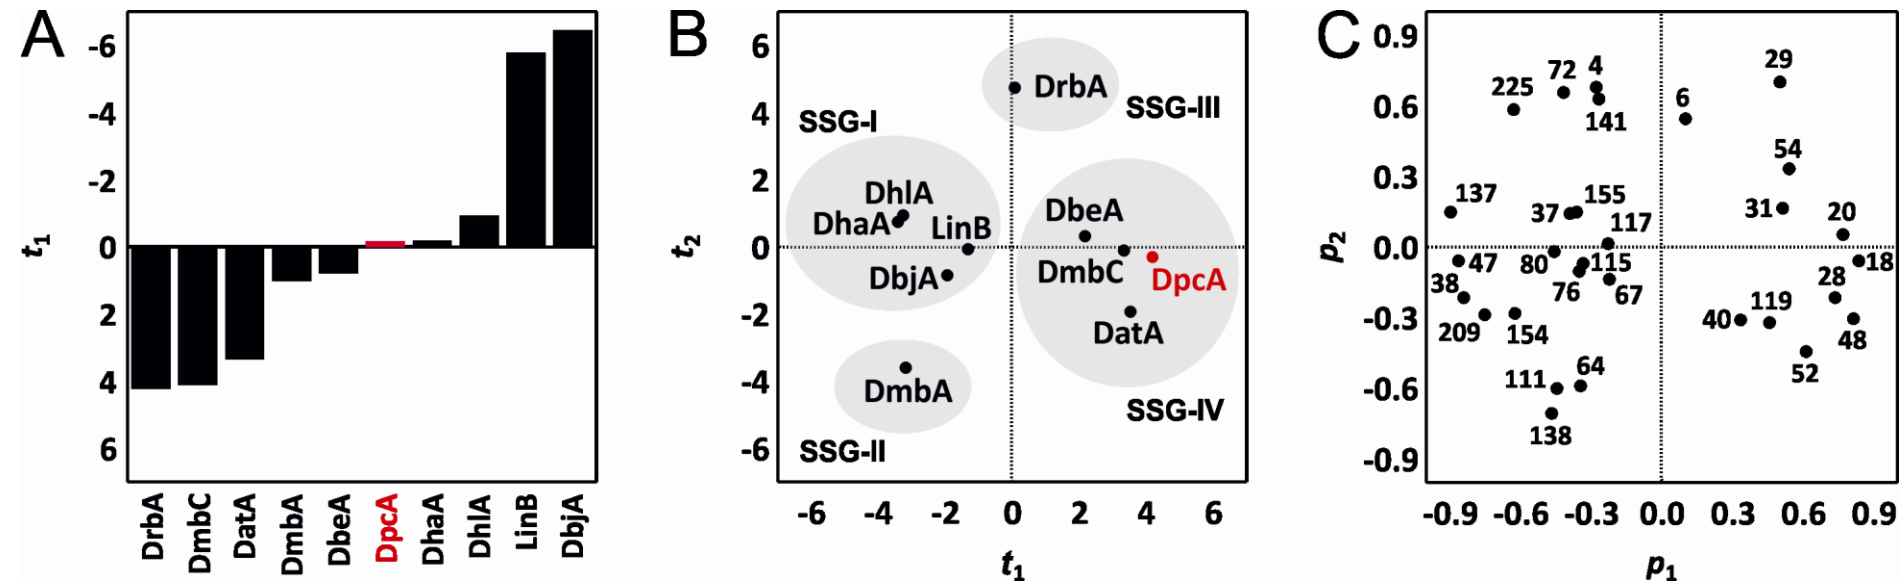 A
-6
-4
-2
0
2
4
6
t1
DrbA
DmbC
DatA
DmbA
DbeA
DpcA
DhaA
DhlA
LinB
DbjA
B
6
4
2
0
-2
-4
-6
t2
DrbA
SSG-III
SSG-I
DhlA
DhaA
LinB
DbjA
DbeA
DmbC
DpcA
DatA
DmbA
SSG-IV
SSG-II
-6 -4 -2 0 2 4 6
t1
C
0.9
0.6
0.3
0.0
-0.3
-0.6
-0.9
p2
225
72
4
141
6
29
54
137
37
155
117
31
20
47
80
115
18
38
76
67
28
209
154
40
119
48
52
111
64
138
-0.9 -0.6 -0.3 0.0 0.3 0.6 0.9
p1